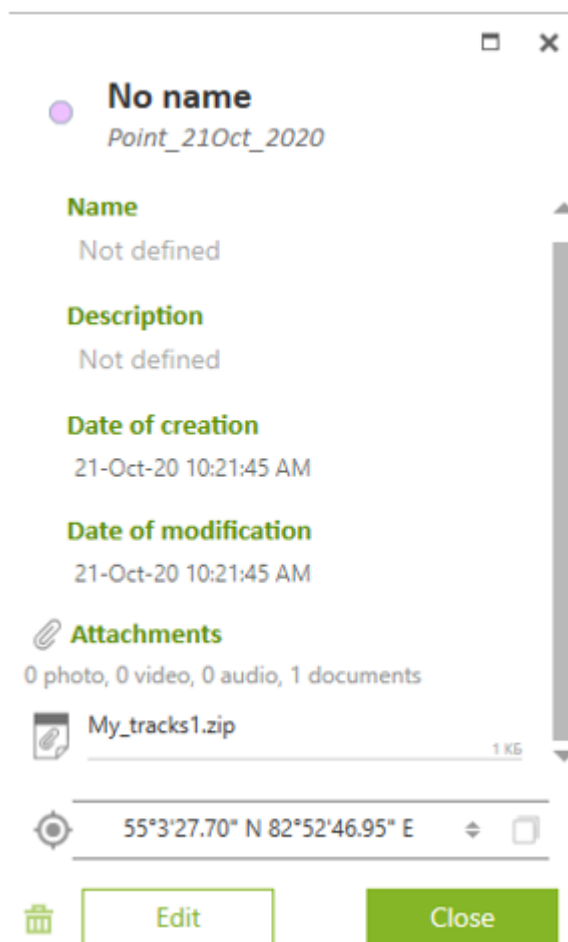 No name
Point_21Oct_2020
Name
Not defined
Description
Not defined
Date of creation
21-Oct-20 10:21:45 AM
Date of modification
21-Oct-20 10:21:45 AM
Attachments
0 photo, 0 video, 0 audio, 1 documents
My_tracks1.zip
1 КБ
55°3'27.70" N 82°52'46.95" E
Edit
Close